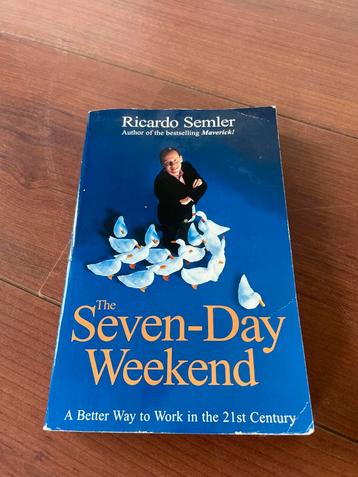 Ricardo Semler
Author of the bestselling Maverick!
The
Seven-Day
Weekend
A Better Way to Work in the 21st Century